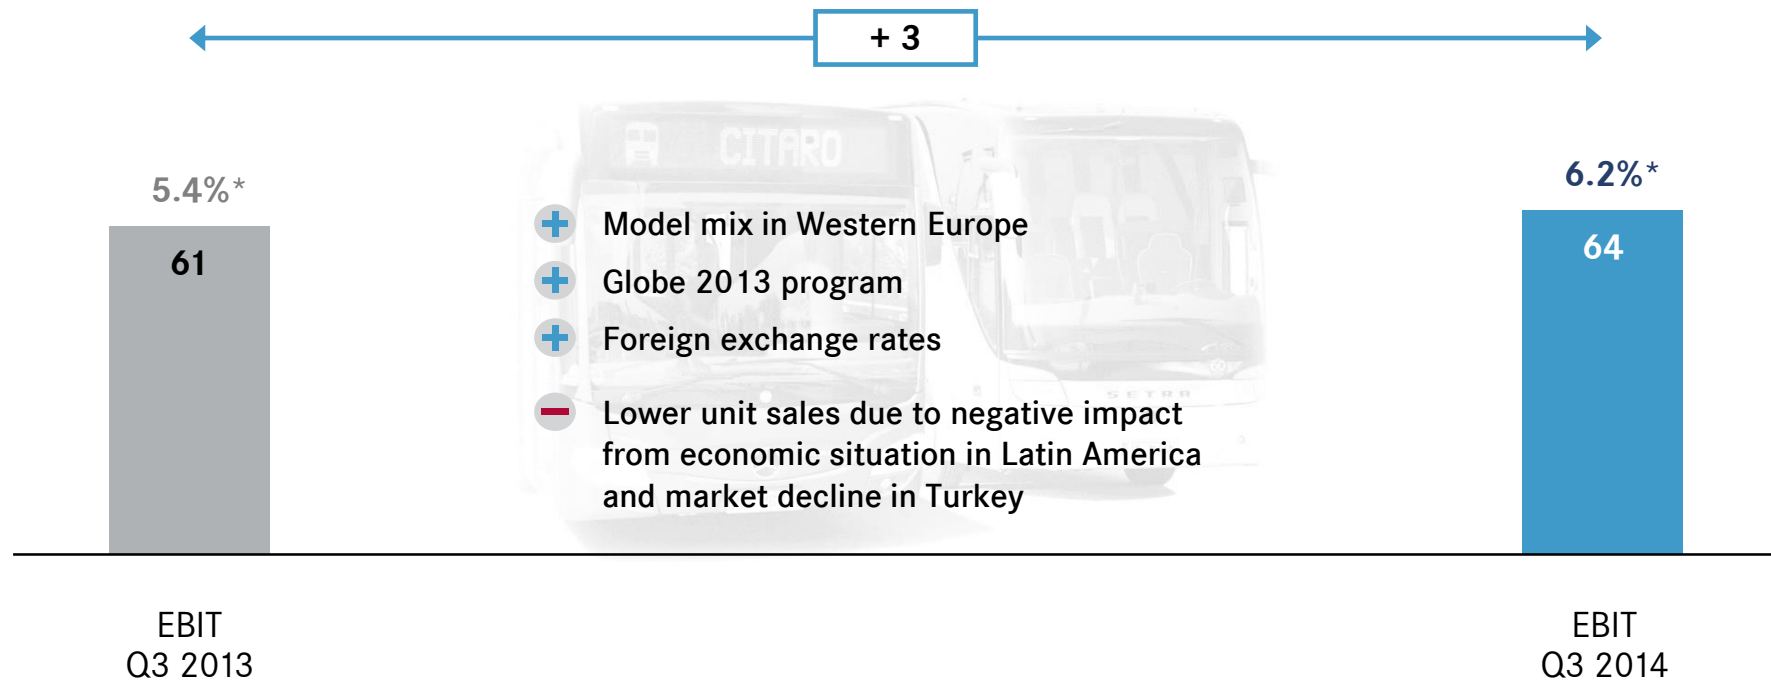 + 3
CITARO
5.4%*
6.2%*
61
64
Model mix in Western Europe
Globe 2013 program
Foreign exchange rates
SETRA
Lower unit sales due to negative impact
from economic situation in Latin America
and market decline in Turkey
EBIT
Q3 2013
EBIT
Q3 2014